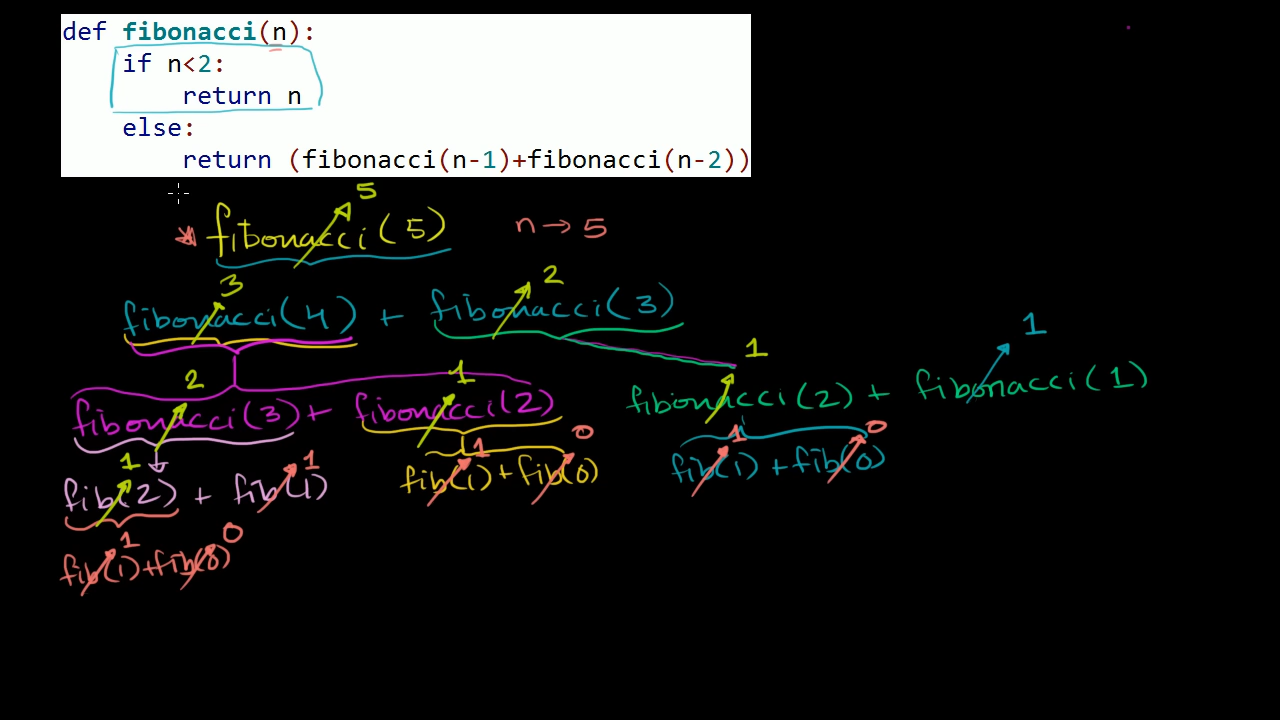 def fibonacci(n):
if n<2:
return n
else:
return (fibonacci(n-1)+fibonacci(n-2))
5
fibonacci(5) n→5
3 2
fibonacci(4) + fibonacci(3)
1
2 1 1
fibonacci(3)+ fibonacci(2) fibonacci(2) + fibonacci(1)
1 1 1 0 1 0
fib(2) + fib(1) fib(1)+fib(0) fib(1)+fib(0)
1 0
fib(1)+fib(0)